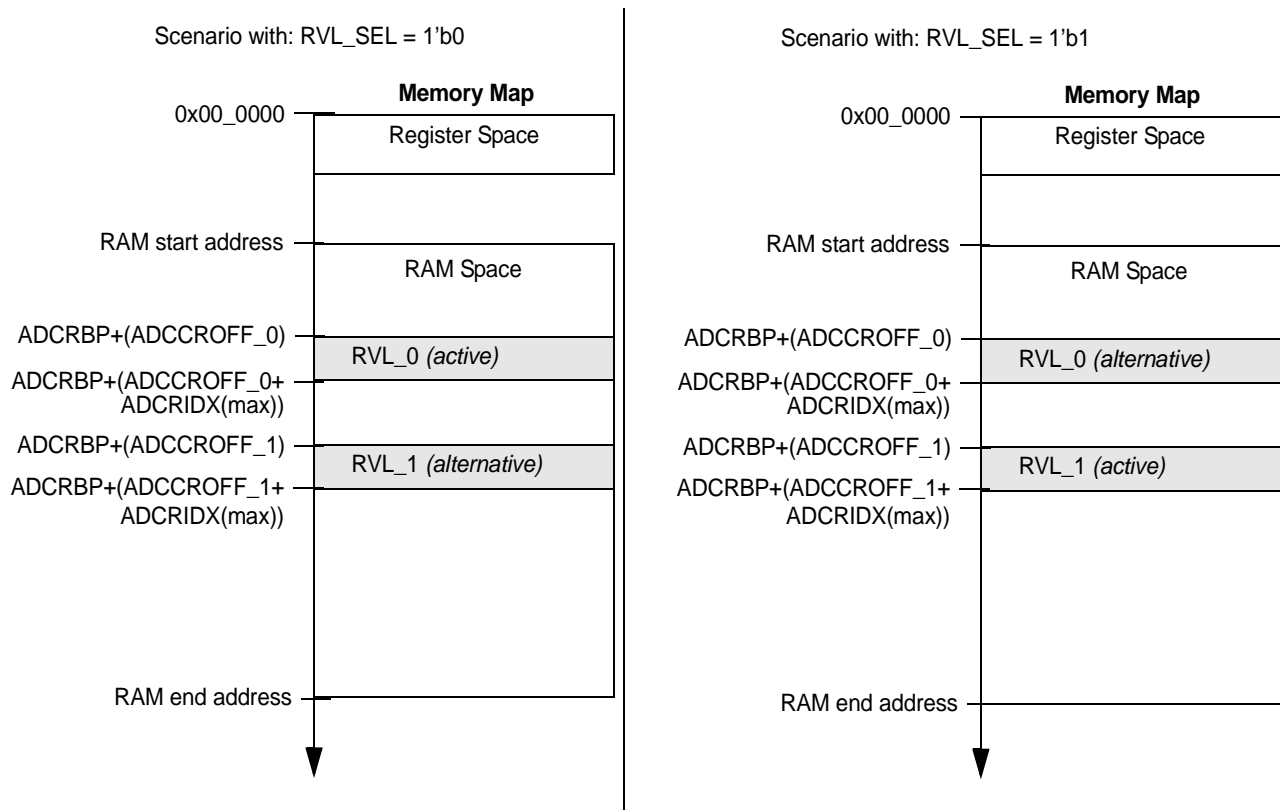 Scenario with: RVL_SEL = 1'b0
Memory Map
0x00_0000
Register Space
RAM start address
RAM Space
ADCRBP+(ADCCROFF_0)
RVL_0 (active)
ADCRBP+(ADCCROFF_0+
ADCRIDX(max))
ADCRBP+(ADCCROFF_1)
RVL_1 (alternative)
ADCRBP+(ADCCROFF_1+
ADCRIDX(max))
RAM end address
Scenario with: RVL_SEL = 1'b1
Memory Map
0x00_0000
Register Space
RAM start address
RAM Space
ADCRBP+(ADCCROFF_0)
RVL_0 (alternative)
ADCRBP+(ADCCROFF_0+
ADCRIDX(max))
ADCRBP+(ADCCROFF_1)
RVL_1 (active)
ADCRBP+(ADCCROFF_1+
ADCRIDX(max))
RAM end address